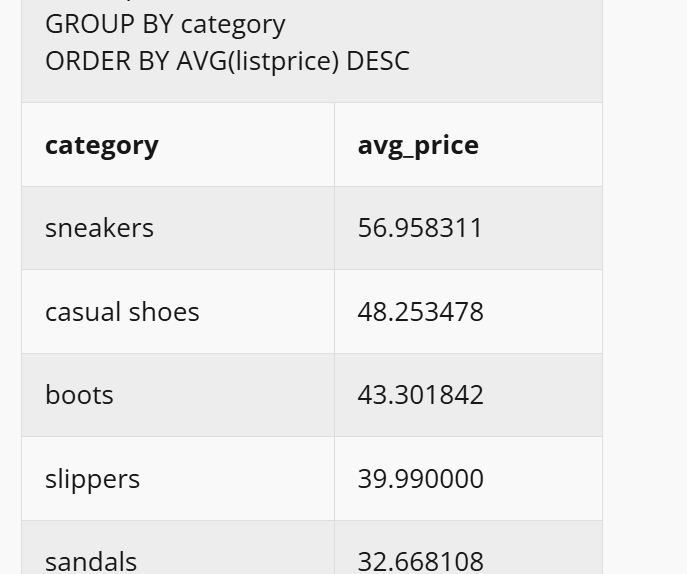 GROUP BY category
ORDER BY AVG(listprice) DESC
category avg_price
sneakers 56.958311
casual shoes 48.253478
boots 43.301842
slippers 39.990000
sandals 32.668108